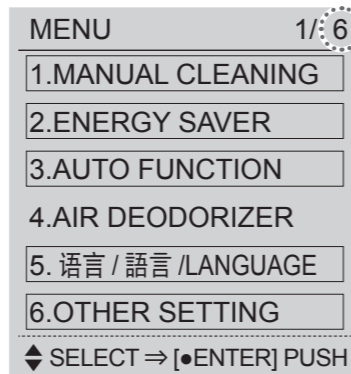 MENU 1/ 6
1.MANUAL CLEANING
2.ENERGY SAVER
3.AUTO FUNCTION
4.AIR DEODORIZER
5. 语言 / 語言 /LANGUAGE
6.OTHER SETTING
◆ SELECT ⇒ [●ENTER] PUSH